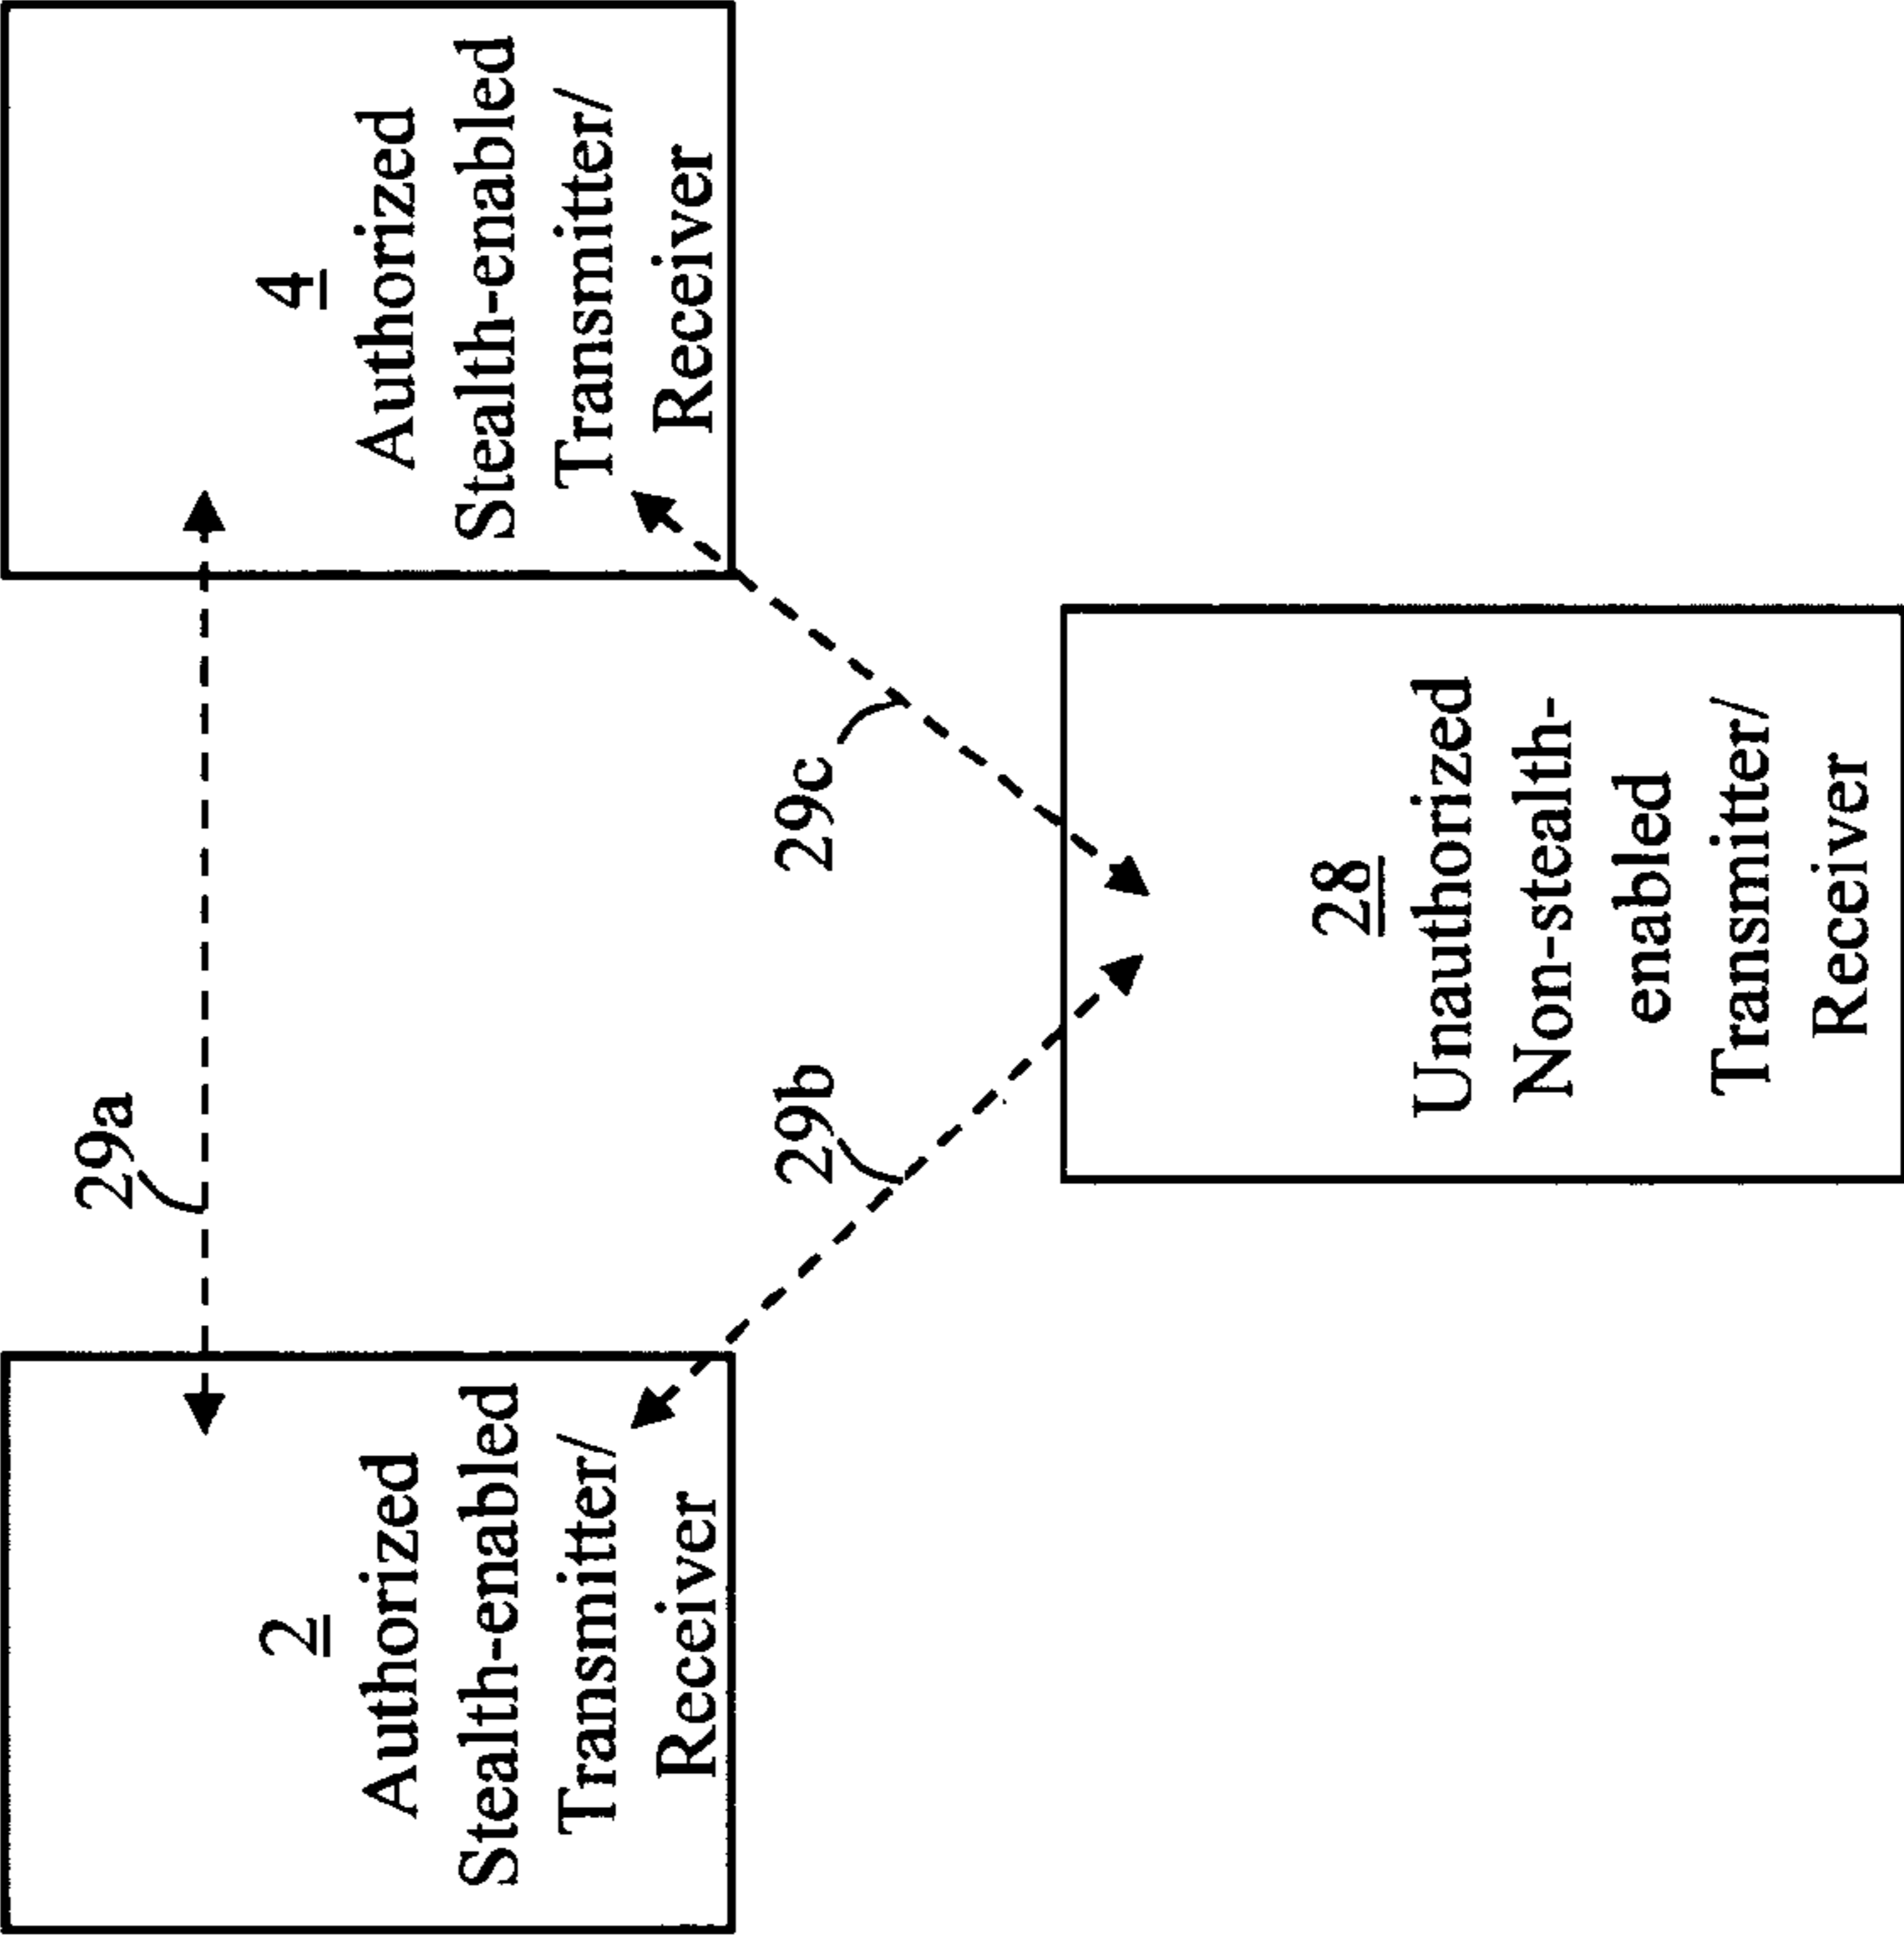 29a
2
Authorized
Stealth-enabled
Transmitter/
Receiver
4
Authorized
Stealth-enabled
Transmitter/
Receiver
29b
29c
28
Unauthorized
Non-stealth-
enabled
Transmitter/
Receiver